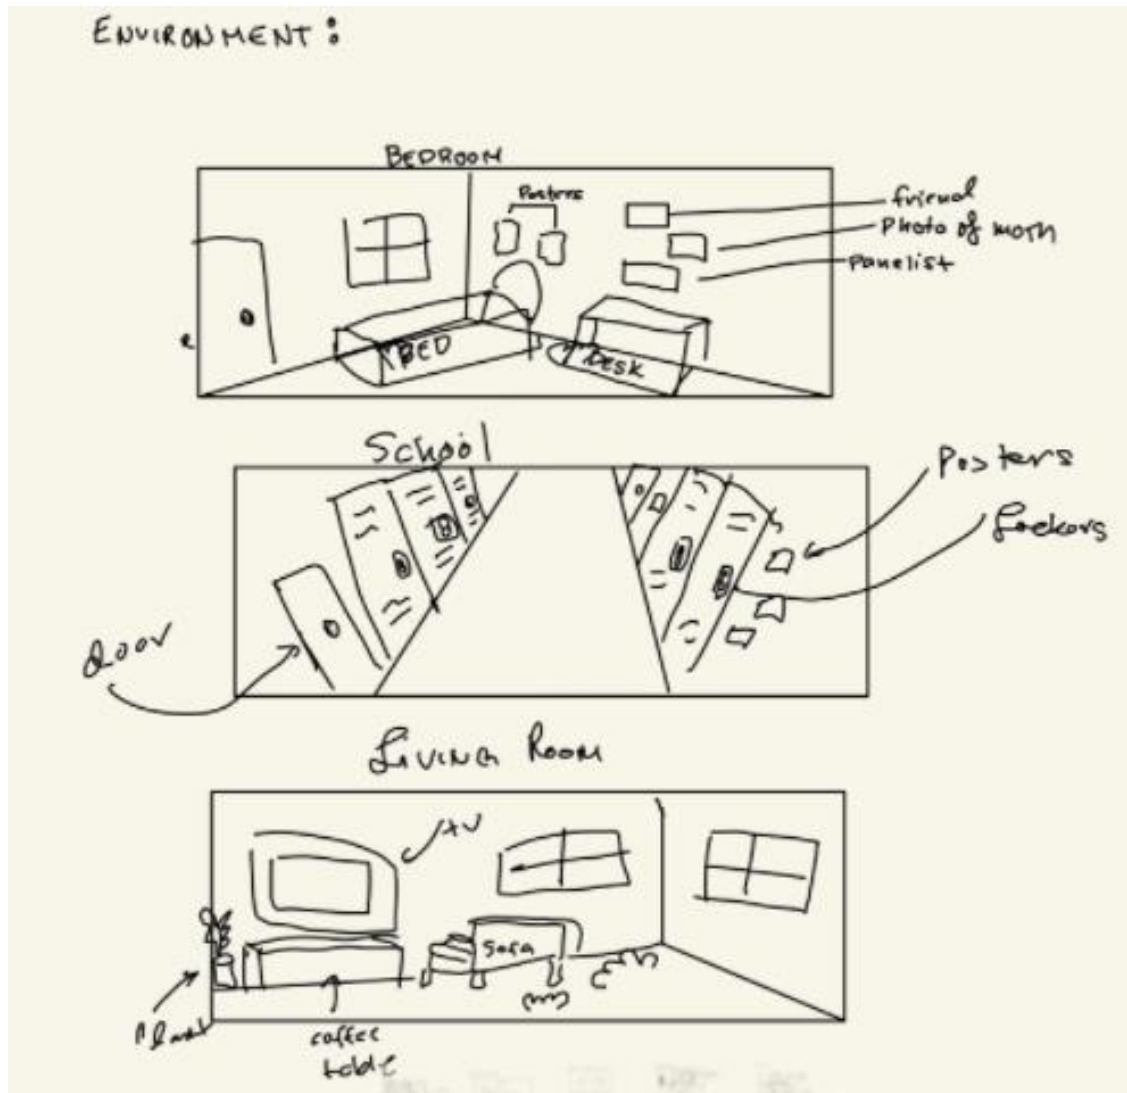 ENVIRONMENT:
BEDROOM
Posters
friend
Photo of mom
panelist
BED
DESK
School
Posters
Lockers
door
Living Room
TV
Sofa
Plant
coffee
table